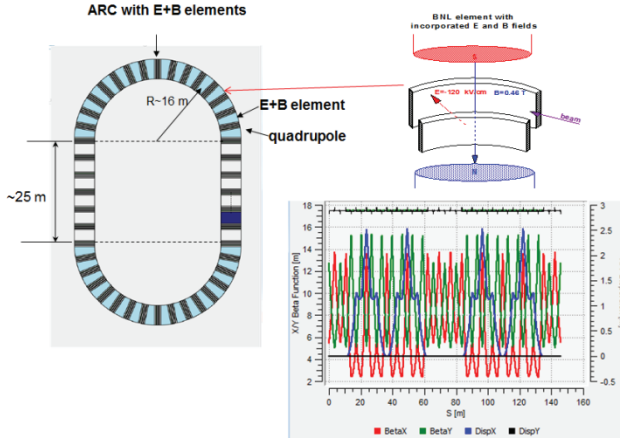 ARC with E+B elements
R~16 m
E+B element
quadrupole
~25 m
BNL element with
incorporated E and B fields
S
E=-120 kV/cm
B=0.46 T
beam
N
18
16
14
12
10
8
6
4
2
X/Y Beta Function [m]
3
2.5
2
1.5
1
0.5
0
-0.5
0
20
40
60
80
100
120
140
160
S [m]
BetaX
BetaY
DispX
DispY